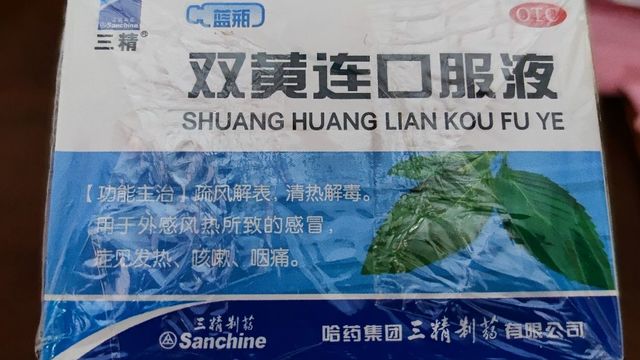 蓝瓶
OTC
Sanchine
三精®
双黄连口服液
SHUANG HUANG LIAN KOU FU YE
【功能主治】疏风解表,清热解毒。
用于外感风热所致的感冒,
症见发热、咳嗽、咽痛。
三精制药
Sanchine
哈药集团三精制药有限公司